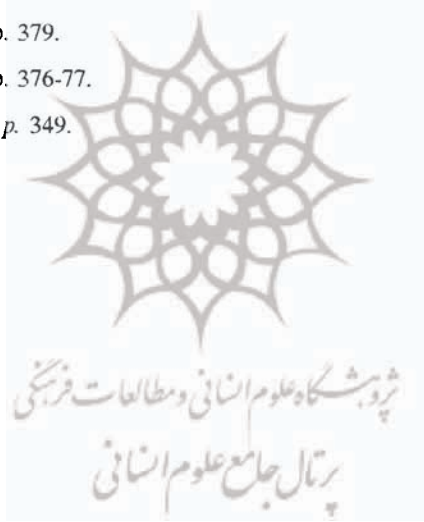 p. 379.
p. 376-77.
p. 349.
پژوهشگاه علوم انسانی و مطالعات فرهنگی
پرتال جامع علوم انسانی